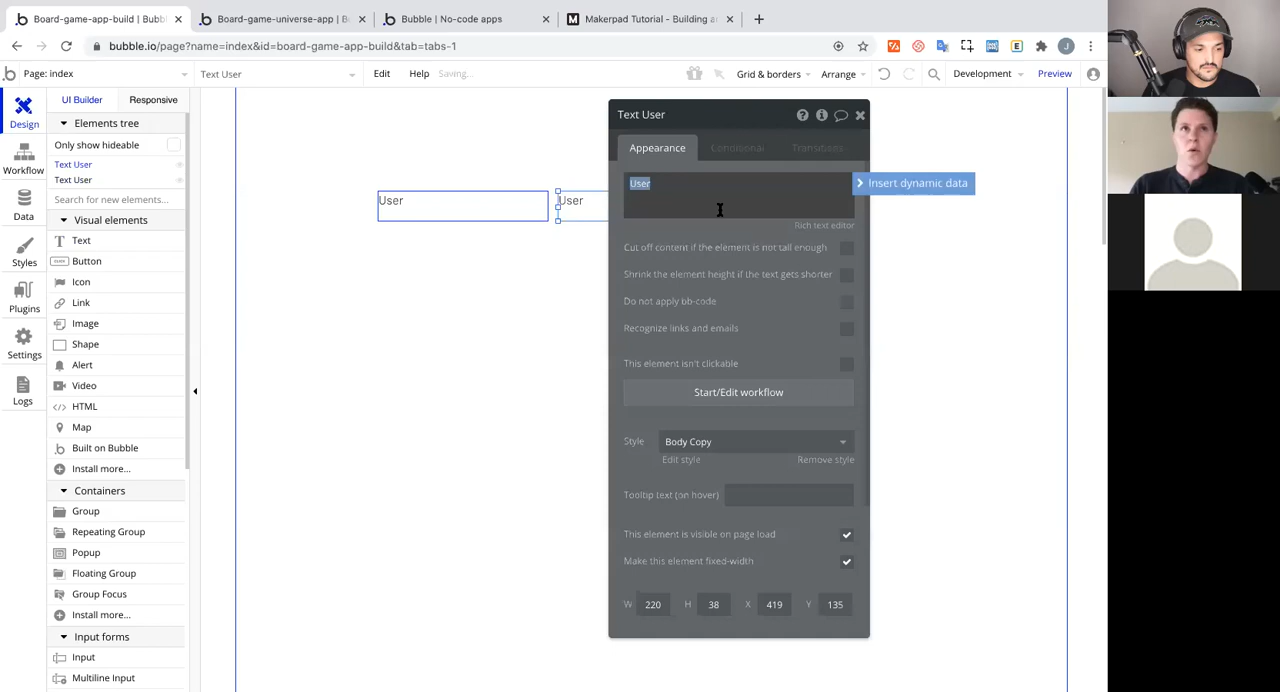 Board-game-app-build | Bubb
Board-game-universe-app | B
Bubble | No-code apps
Makerpad Tutorial - Building a
bubble.io/page?name=index&id=board-game-app-build&tab=tabs-1
J
Page: index
Text User
Edit
Help
Saving...
Grid & borders
Arrange
Development
Preview
Design
Workflow
Data
Styles
Plugins
Settings
Logs
UI Builder
Responsive
Elements tree
Only show hideable
Text User
Text User
Search for new elements...
Visual elements
Text
CLICK
Button
Icon
Link
Image
Shape
Alert
Video
HTML
Map
Built on Bubble
Install more...
Containers
Group
Repeating Group
Popup
Floating Group
Group Focus
Install more...
Input forms
Input
Multiline Input
User
User
Text User
Appearance
Conditional
Transitions
User
Insert dynamic data
Rich text editor
Cut off content if the element is not tall enough
Shrink the element height if the text gets shorter
Do not apply bb-code
Recognize links and emails
This element isn't clickable
Start/Edit workflow
Style
Body Copy
Edit style
Remove style
Tooltip text (on hover)
This element is visible on page load
Make this element fixed-width
W 220 H 38 X 419 Y 135